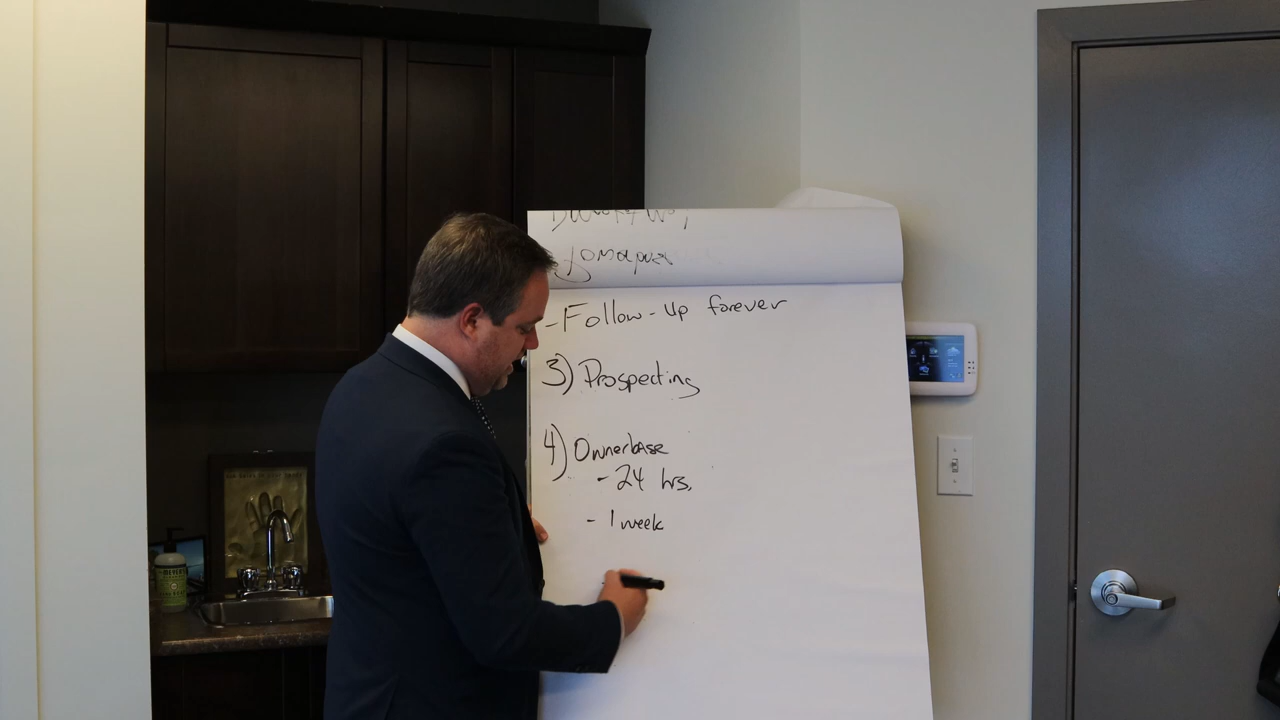 - Follow-Up forever
3) Prospecting
4) Ownerbase
- 24 hrs.
- 1 week